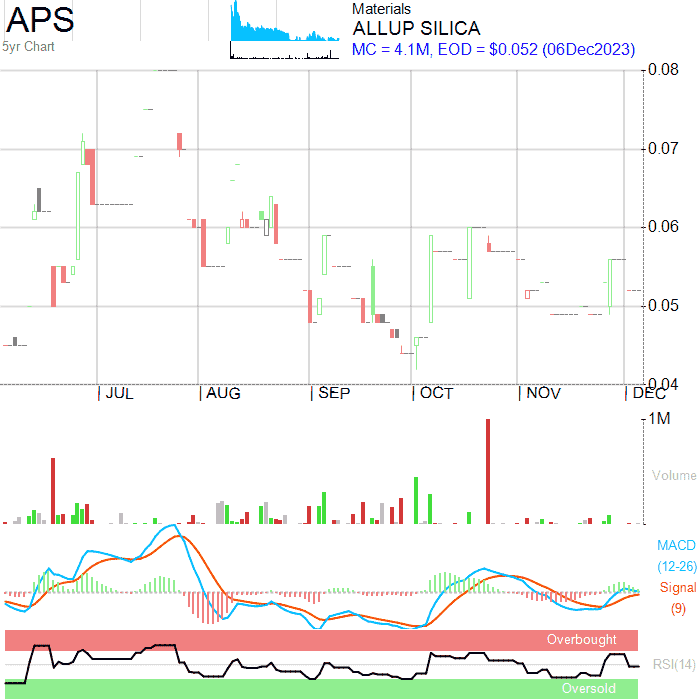 APS
5yr Chart
Materials
ALLUP SILICA
MC = 4.1M, EOD = $0.052 (06Dec2023)
0.08
0.07
0.06
0.05
0.04
JUL AUG SEP OCT NOV DEC
1M
Volume
MACD
(12-26)
Signal
(9)
Overbought
RSI(14)
Oversold